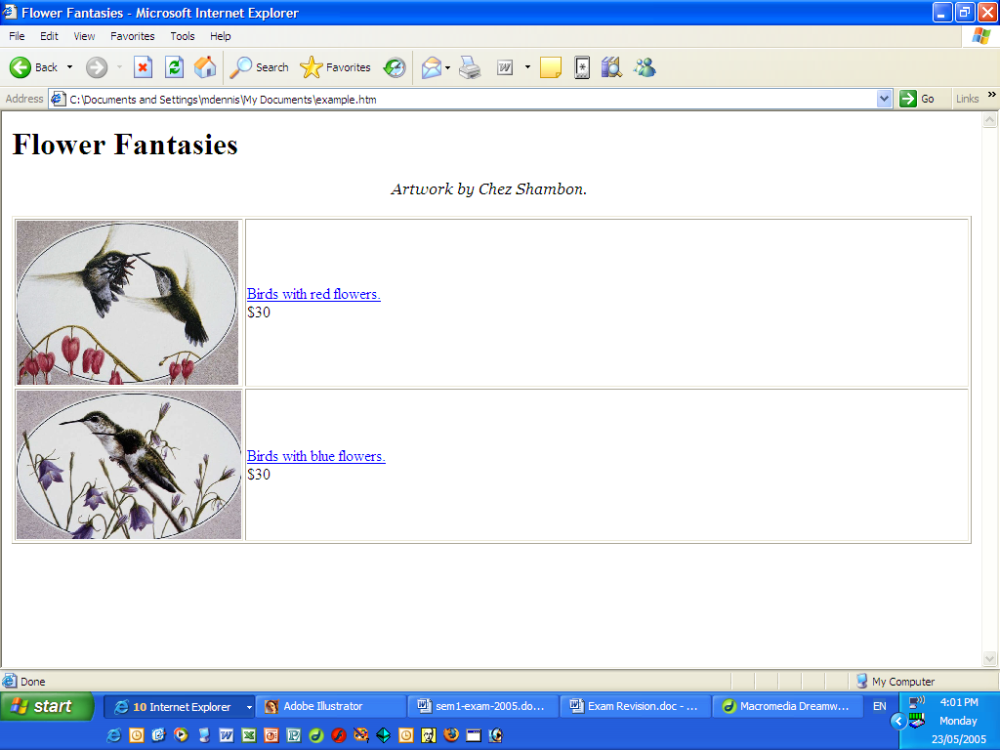 Flower Fantasies - Microsoft Internet Explorer
File Edit View Favorites Tools Help
Back Search Favorites W
Address C:\Documents and Settings\mdennis\My Documents\example.htm Go Links »
Flower Fantasies
Artwork by Chez Shambon.
Birds with red flowers.
$30
Birds with blue flowers.
$30
Done My Computer
start 10 Internet Explorer Adobe Illustrator sem1-exam-2005.do... Exam Revision.doc - ... Macromedia Dreamw... EN 4:01 PM
Monday
23/05/2005